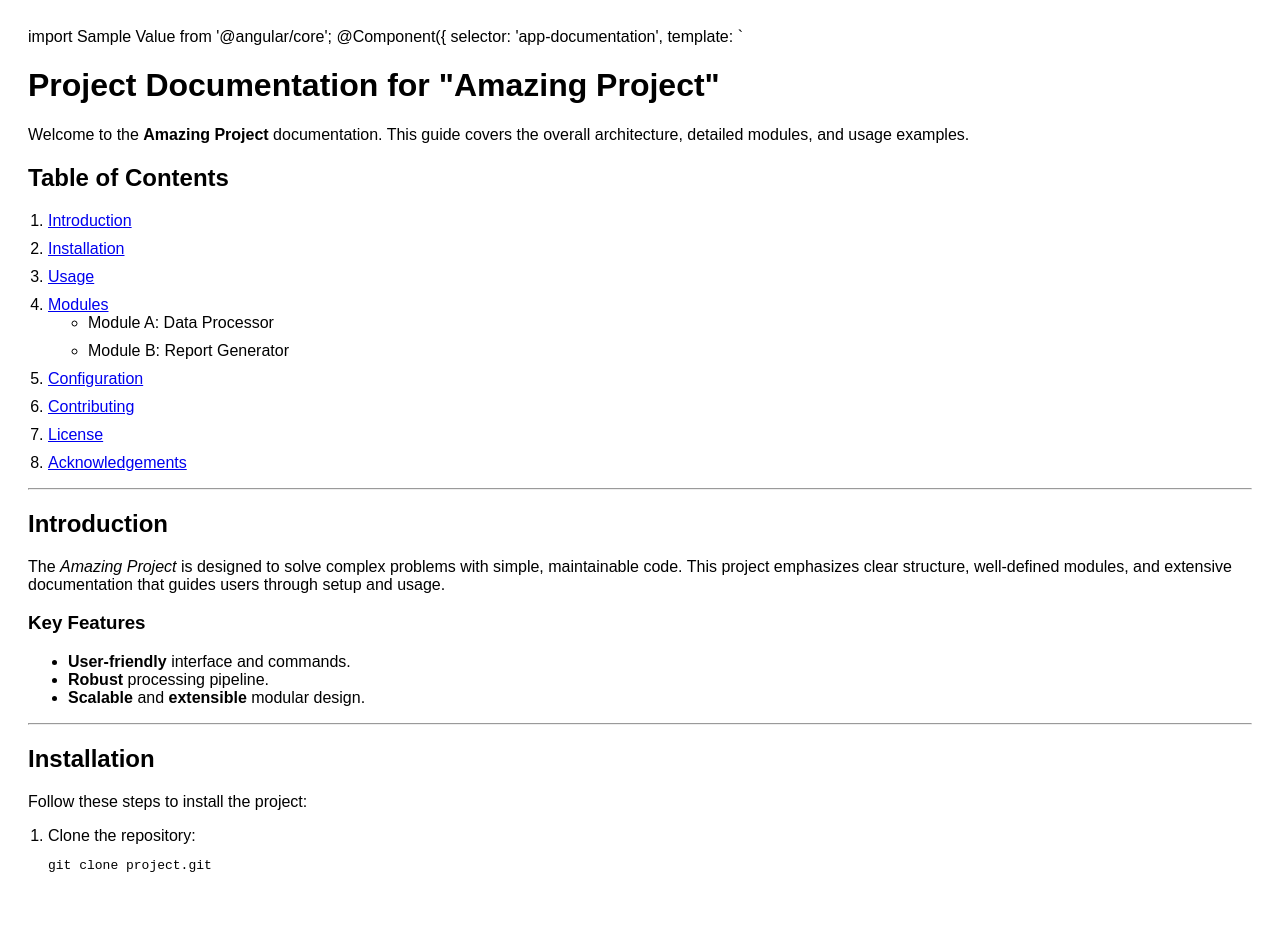 import Sample Value from '@angular/core'; @Component({ selector: 'app-documentation', template: `
Project Documentation for "Amazing Project"
Welcome to the Amazing Project documentation. This guide covers the overall architecture, detailed modules, and usage examples.
Table of Contents
1. Introduction
2. Installation
3. Usage
4. Modules
Module A: Data Processor
Module B: Report Generator
5. Configuration
6. Contributing
7. License
8. Acknowledgements
Introduction
The Amazing Project is designed to solve complex problems with simple, maintainable code. This project emphasizes clear structure, well-defined modules, and extensive
documentation that guides users through setup and usage.
Key Features
User-friendly interface and commands.
Robust processing pipeline.
Scalable and extensible modular design.
Installation
Follow these steps to install the project:
1. Clone the repository:
git clone project.git